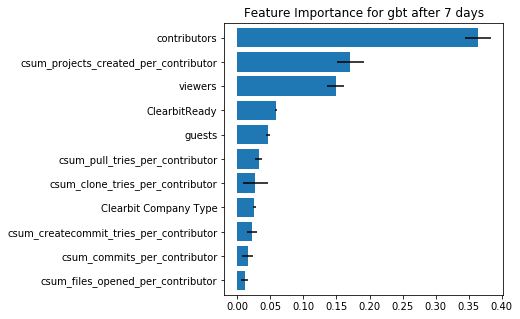 Feature Importance for gbt after 7 days
contributors
csum_projects_created_per_contributor
viewers
ClearbitReady
guests
csum_pull_tries_per_contributor
csum_clone_tries_per_contributor
Clearbit Company Type
csum_createcommit_tries_per_contributor
csum_commits_per_contributor
csum_files_opened_per_contributor
0.00 0.05 0.10 0.15 0.20 0.25 0.30 0.35 0.40